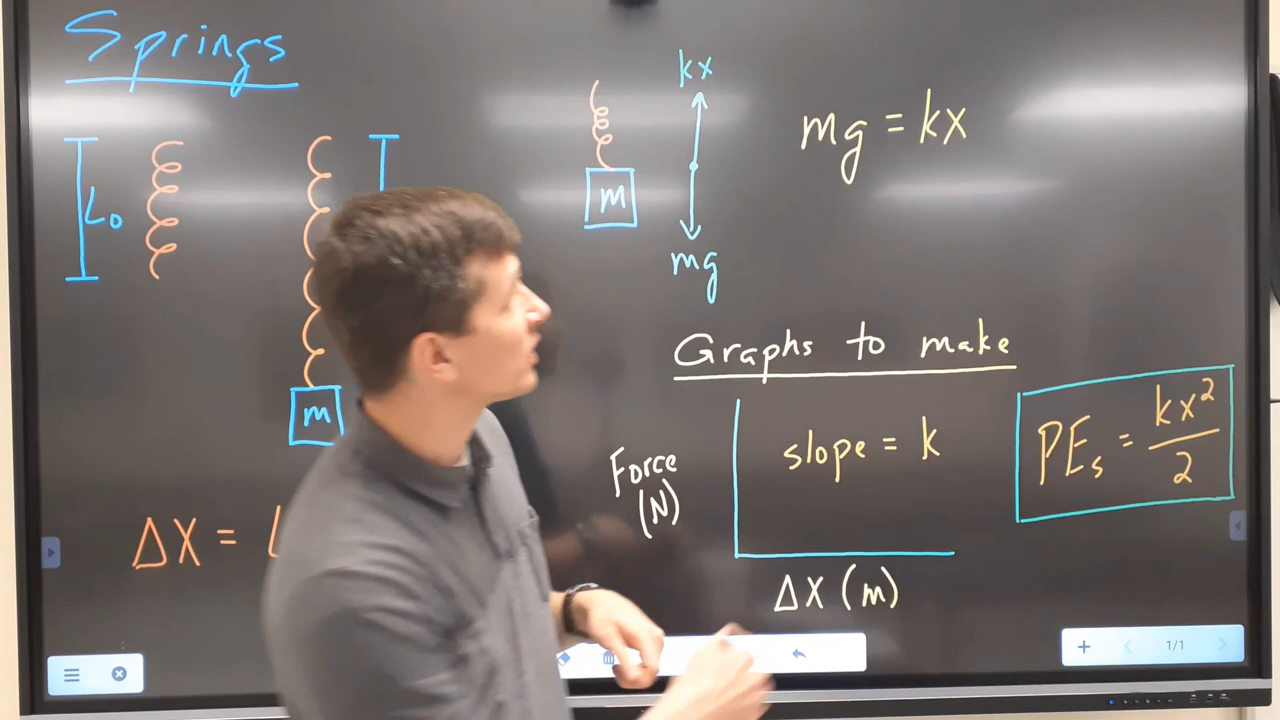 Springs
L₀
m
ΔX = L
m
kx
mg
mg = kx
Graphs to make
Force
(N)
slope = k
ΔX (m)
PEₛ = kx²/2
1/1